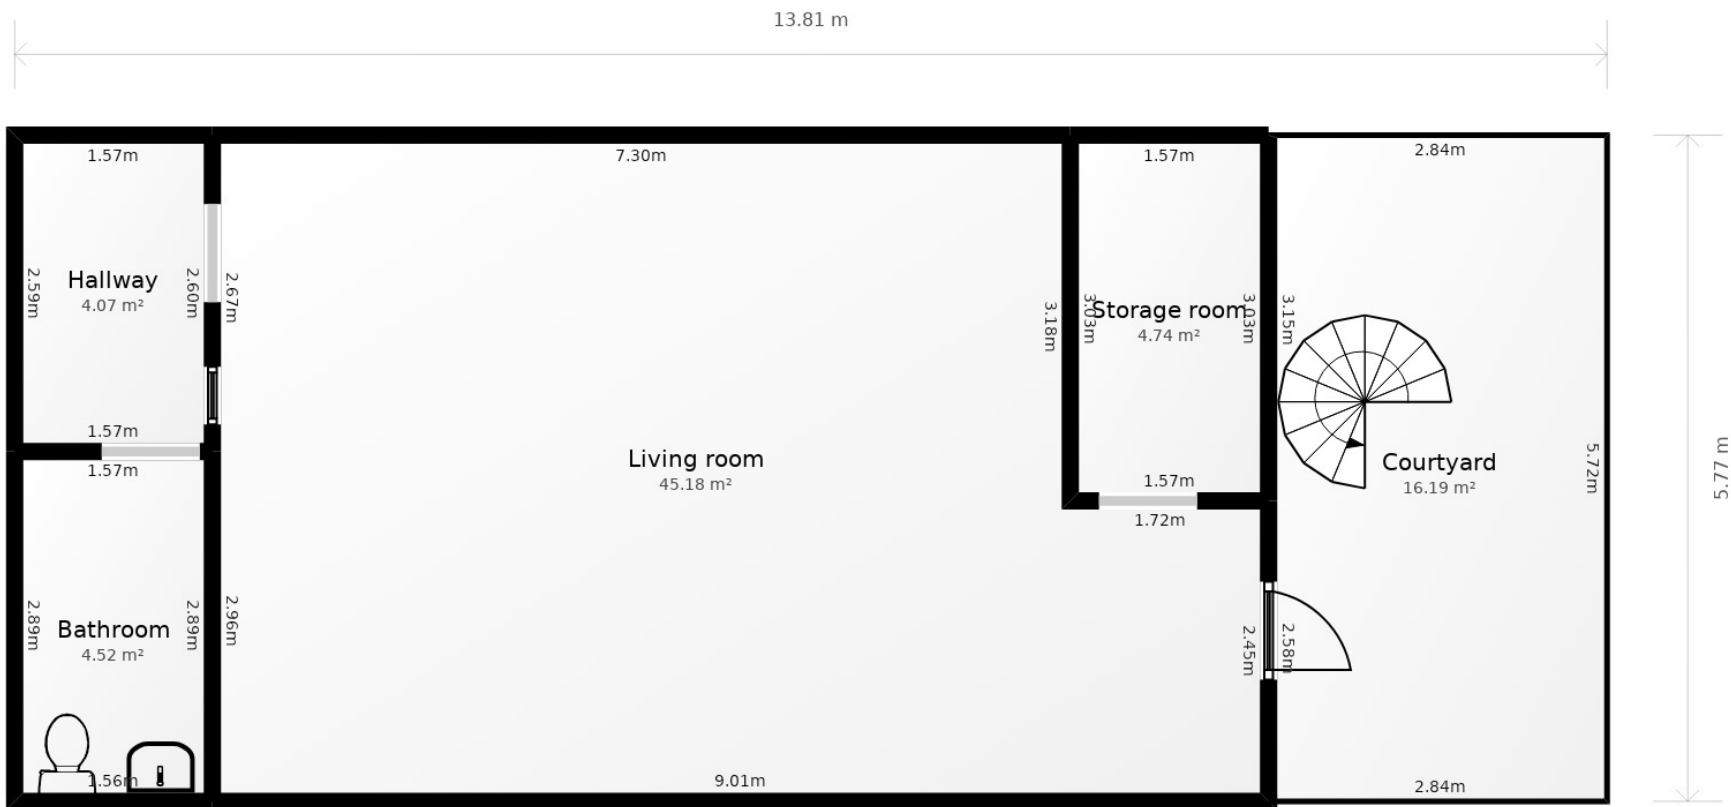 13.81 m
1.57m
7.30m
1.57m
2.84m
2.59m
Hallway
4.07 m²
2.60m
2.67m
3.18m
3.03m
Storage room
4.74 m²
3.03m
3.15m
1.57m
1.57m
Living room
45.18 m²
1.57m
1.72m
Courtyard
16.19 m²
5.72m
5.77 m
2.89m
Bathroom
4.52 m²
2.89m
2.96m
2.45m
2.58m
1.56m
9.01m
2.84m